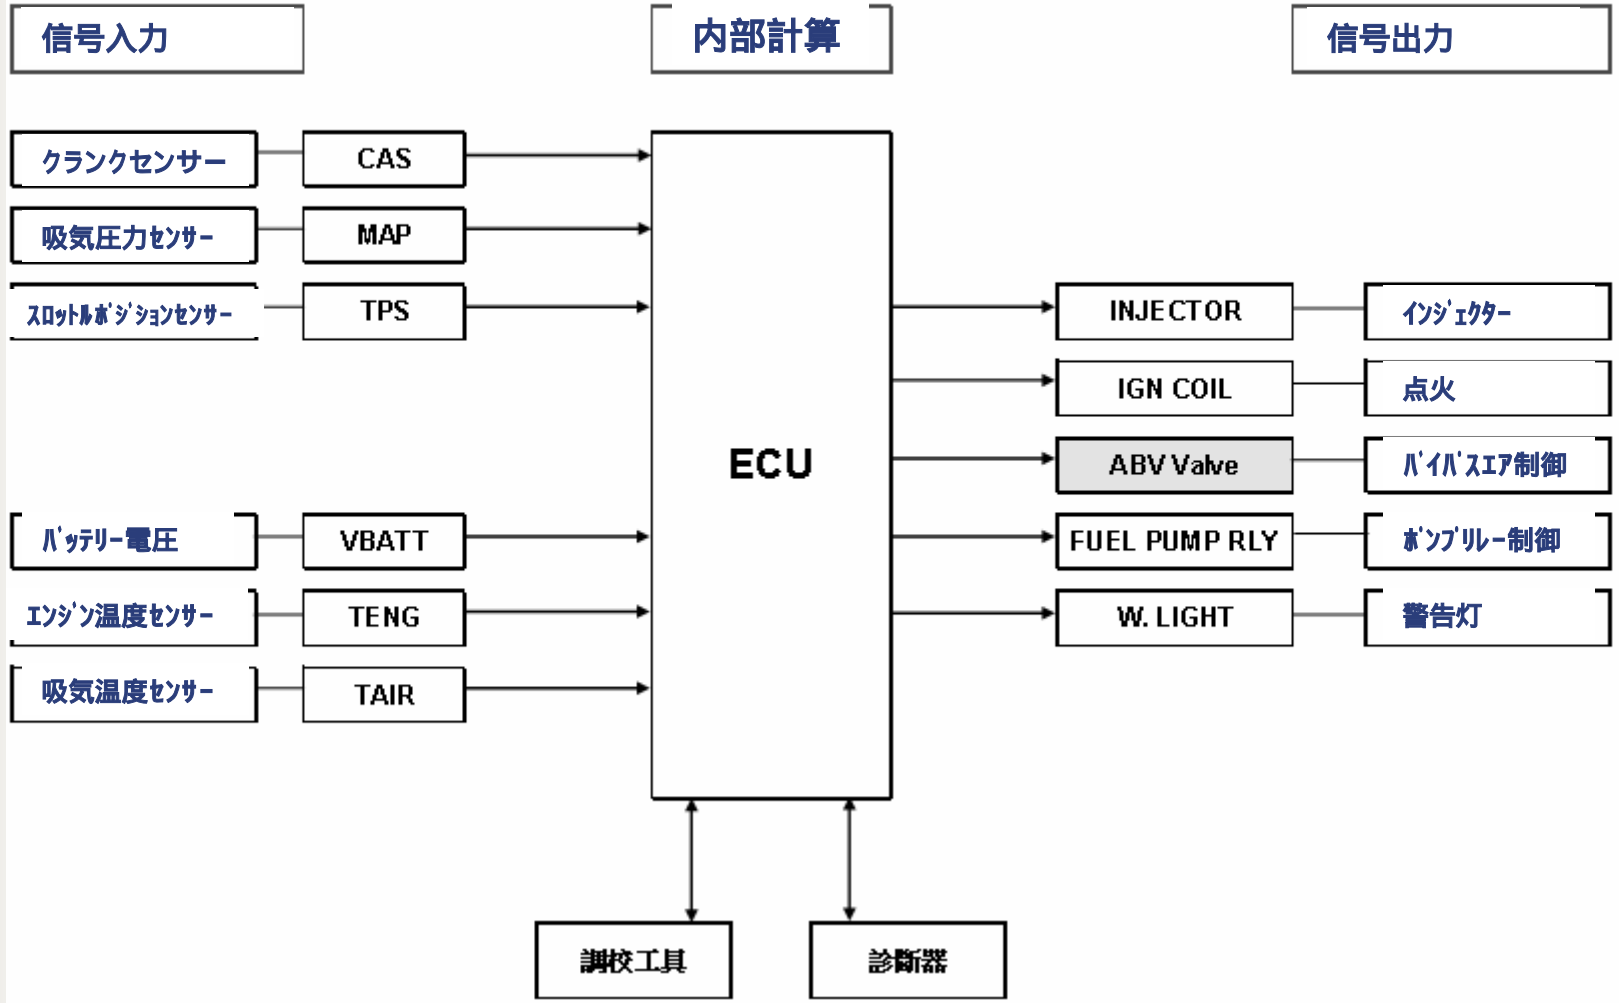 信号入力
内部計算
信号出力
クランクセンサー
CAS
吸気圧力ｾﾝｻｰ
MAP
ｽﾛｯﾄﾙﾎﾟｼﾞｼｮﾝｾﾝｻｰ
TPS
INJECTOR
ｲﾝｼﾞｪｸﾀｰ
IGN COIL
点火
ECU
ABV Valve
ﾊﾞｲﾊﾟｽｴｱ制御
ﾊﾞｯﾃﾘｰ電圧
VBATT
FUEL PUMP RLY
ﾎﾟﾝﾌﾟﾘﾚｰ制御
ｴﾝｼﾞﾝ温度ｾﾝｻｰ
TENG
W. LIGHT
警告灯
吸気温度ｾﾝｻｰ
TAIR
調校工具
診断器